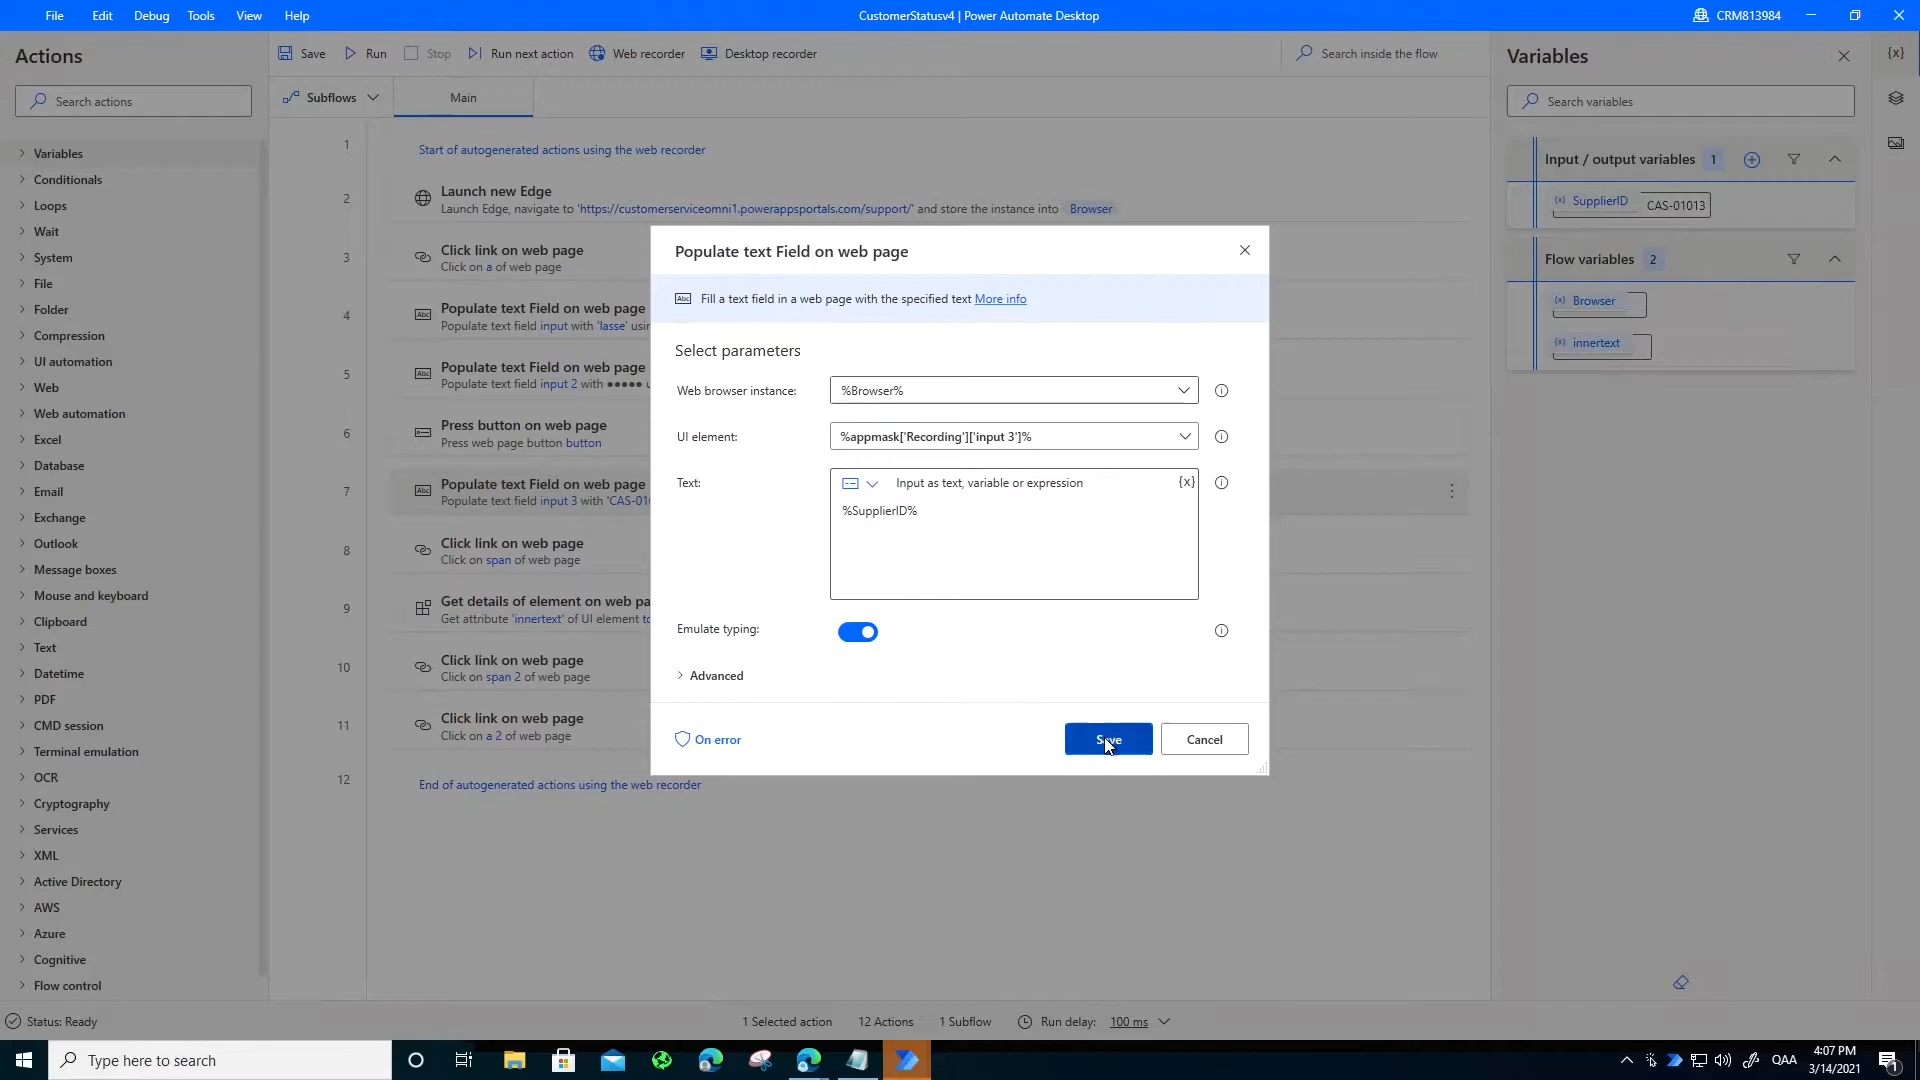 File Edit Debug Tools View Help
CustomerStatusv4 | Power Automate Desktop
CRM813984
Actions
Search actions
Variables
Conditionals
Loops
Wait
System
File
Folder
Compression
UI automation
Web
Web automation
Excel
Database
Email
Exchange
Outlook
Message boxes
Mouse and keyboard
Clipboard
Text
Datetime
PDF
CMD session
Terminal emulation
OCR
Cryptography
Services
XML
Active Directory
AWS
Azure
Cognitive
Flow control
Save Run Stop Run next action Web recorder Desktop recorder
Search inside the flow
Subflows Main
1 Start of autogenerated actions using the web recorder
2 Launch new Edge
Launch Edge, navigate to 'https://customerserviceomni1.powerappsportals.com/support/' and store the instance into Browser
3 Click link on web page
Click on a of web page
4 Populate text Field on web page
Populate text field input with 'lasse' usin
5 Populate text Field on web page
Populate text field input 2 with ●●●●● u
6 Press button on web page
Press web page button button
7 Populate text Field on web page
Populate text field input 3 with 'CAS-010
8 Click link on web page
Click on span of web page
9 Get details of element on web pa
Get attribute 'innertext' of UI element to
10 Click link on web page
Click on span 2 of web page
11 Click link on web page
Click on a 2 of web page
12 End of autogenerated actions using the web recorder
Populate text Field on web page
Abc Fill a text field in a web page with the specified text More info
Select parameters
Web browser instance: %Browser%
UI element: %appmask['Recording']['input 3']%
Text: Input as text, variable or expression {x}
%SupplierID%
Emulate typing:
Advanced
On error
Save Cancel
Variables
{x}
Search variables
Input / output variables 1
(x) SupplierID CAS-01013
Flow variables 2
(x) Browser
(x) innertext
Status: Ready
1 Selected action 12 Actions 1 Subflow Run delay: 100 ms
Type here to search
QAA
4:07 PM
3/14/2021
1